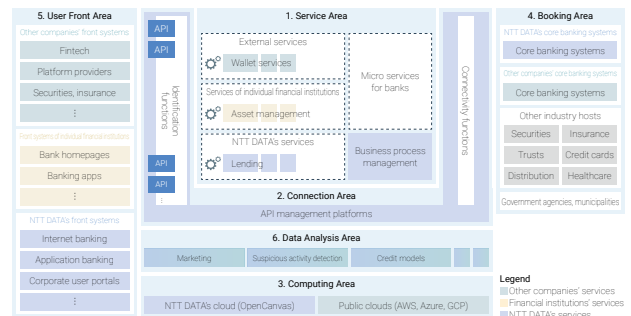 5. User Front Area
Other companies' front systems
Fintech
Platform providers
Securities, insurance
⋮
Front systems of individual financial institutions
Bank homepages
Banking apps
⋮
NTT DATA's front systems
Internet banking
Application banking
Corporate user portals
⋮
API
API
API
API
⋮
Identification functions
1. Service Area
External services
Wallet services
Services of individual financial institutions
Asset management
NTT DATA's services
Lending
Micro services
for banks
Business process
management
Connectivity functions
2. Connection Area
API management platforms
6. Data Analysis Area
Marketing
Suspicious activity detection
Credit models
3. Computing Area
NTT DATA's cloud (OpenCanvas)
Public clouds (AWS, Azure, GCP)
4. Booking Area
NTT DATA's core banking systems
Core banking systems
Other companies' core banking systems
Core banking systems
Other industry hosts
Securities
Insurance
Trusts
Credit cards
Distribution
Healthcare
Government agencies, municipalities
Legend
Other companies' services
Financial institutions' services
NTT DATA's services